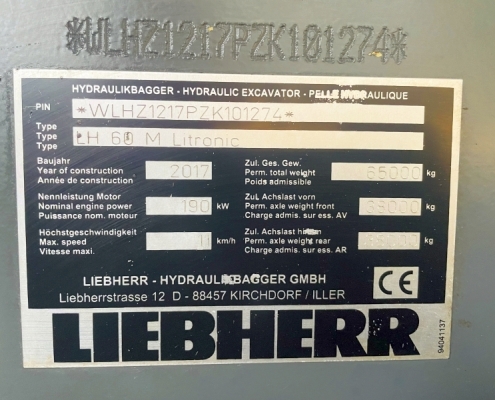 *WLHZ1217PZK101274*
HYDRAULIKBAGGER - HYDRAULIC EXCAVATOR - PELLE HYDRAULIQUE
PIN *WLHZ1217PZK101274*
Type
Type LH 60 M Litronic
Type
Baujahr Zul. Ges. Gew.
Year of construction 2017 Perm. total weight 65000 kg
Année de construction Poids admissible
Nennleistung Motor Zul. Achslast vorn
Nominal engine power 190 kW Perm. axle weight front kg
Puissance nom. moteur Charge admis. sur ess. AV
Höchstgeschwindigkeit Zul. Achslast hinten
Max. speed km/h Perm. axle weight rear kg
Vitesse maxi. Charge admis. sur ess. AR
LIEBHERR - HYDRAULIKBAGGER GMBH
Liebherrstrasse 12 D - 88457 KIRCHDORF / ILLER
CE
LIEBHERR
94041137